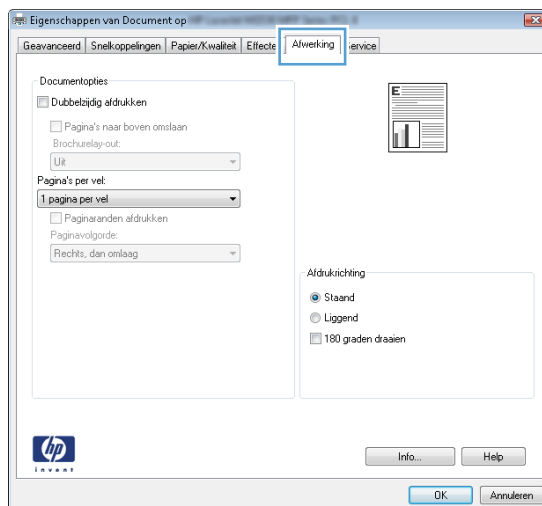 Eigenschappen van Document op
Geavanceerd Snelkoppelingen Papier/Kwaliteit Effecte Afwerking ervice
Documentopties
Dubbelzijdig afdrukken
Pagina's naar boven omslaan
Brochurelay-out:
Uit
Pagina's per vel:
1 pagina per vel
Paginaranden afdrukken
Paginavolgorde:
Rechts, dan omlaag
E
Afdrukrichting
Staand
Liggend
180 graden draaien
hp
invent
Info... Help
OK Annuleren